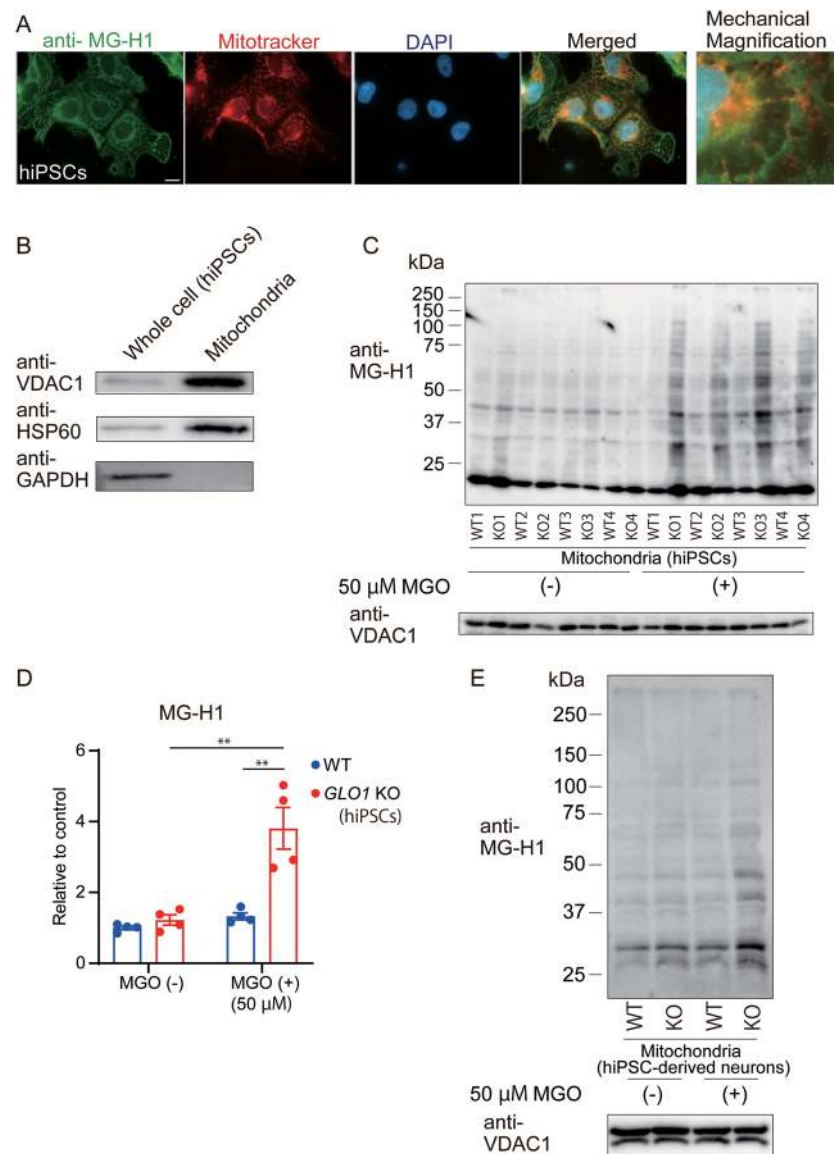 A
anti- MG-H1
Mitotracker
DAPI
Merged
Mechanical
Magnification
hiPSCs
B
Whole cell (hiPSCs)
Mitochondria
anti-
VDAC1
anti-
HSP60
anti-
GAPDH
C
kDa
250
150
100
75
50
37
25
anti-
MG-H1
WT1 KO1 WT2 KO2 WT3 KO3 WT4 KO4 WT1 KO1 WT2 KO2 WT3 KO3 WT4 KO4
Mitochondria (hiPSCs)
50 μM MGO (-) (+)
anti-
VDAC1
D
MG-H1
Relative to control
6
4
2
0
**
**
WT
GLO1 KO
(hiPSCs)
MGO (-)
MGO (+)
(50 μM)
E
kDa
250
150
100
75
50
37
25
anti-
MG-H1
WT KO WT KO
Mitochondria
(hiPSC-derived neurons)
50 μM MGO (-) (+)
anti-
VDAC1